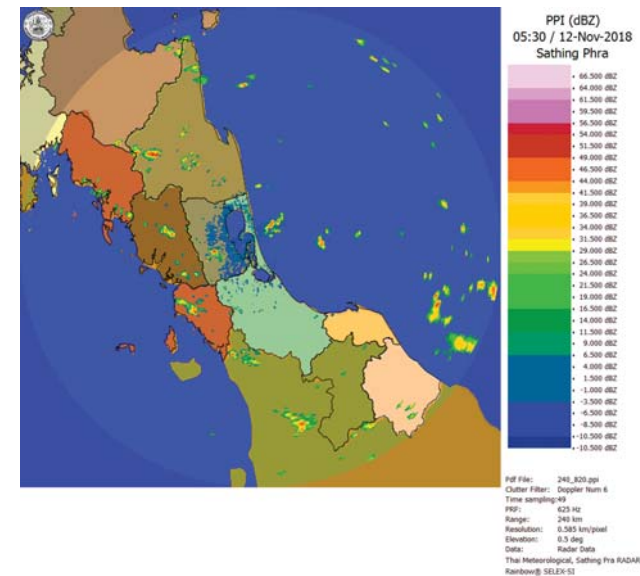 PPI (dBZ)
05:30 / 12-Nov-2018
Sathing Phra
66.500 dBZ
64.000 dBZ
61.500 dBZ
59.500 dBZ
56.500 dBZ
54.000 dBZ
51.500 dBZ
49.000 dBZ
46.500 dBZ
44.000 dBZ
41.500 dBZ
39.000 dBZ
36.500 dBZ
34.000 dBZ
31.500 dBZ
29.000 dBZ
26.500 dBZ
24.000 dBZ
21.500 dBZ
19.000 dBZ
16.500 dBZ
14.000 dBZ
11.500 dBZ
9.000 dBZ
6.500 dBZ
4.000 dBZ
1.500 dBZ
-1.000 dBZ
-3.500 dBZ
-6.500 dBZ
-8.500 dBZ
-10.500 dBZ
-10.500 dBZ
Pdf File: 240_820.ppi
Clutter Filter: Doppler Num 6
Time sampling:49
PRF: 625 Hz
Range: 240 km
Resolution: 0.585 km/pixel
Elevation: 0.5 deg
Data: Radar Data
Thai Meteorological, Sathing Pra RADAR
Rainbow® SELEX-SI